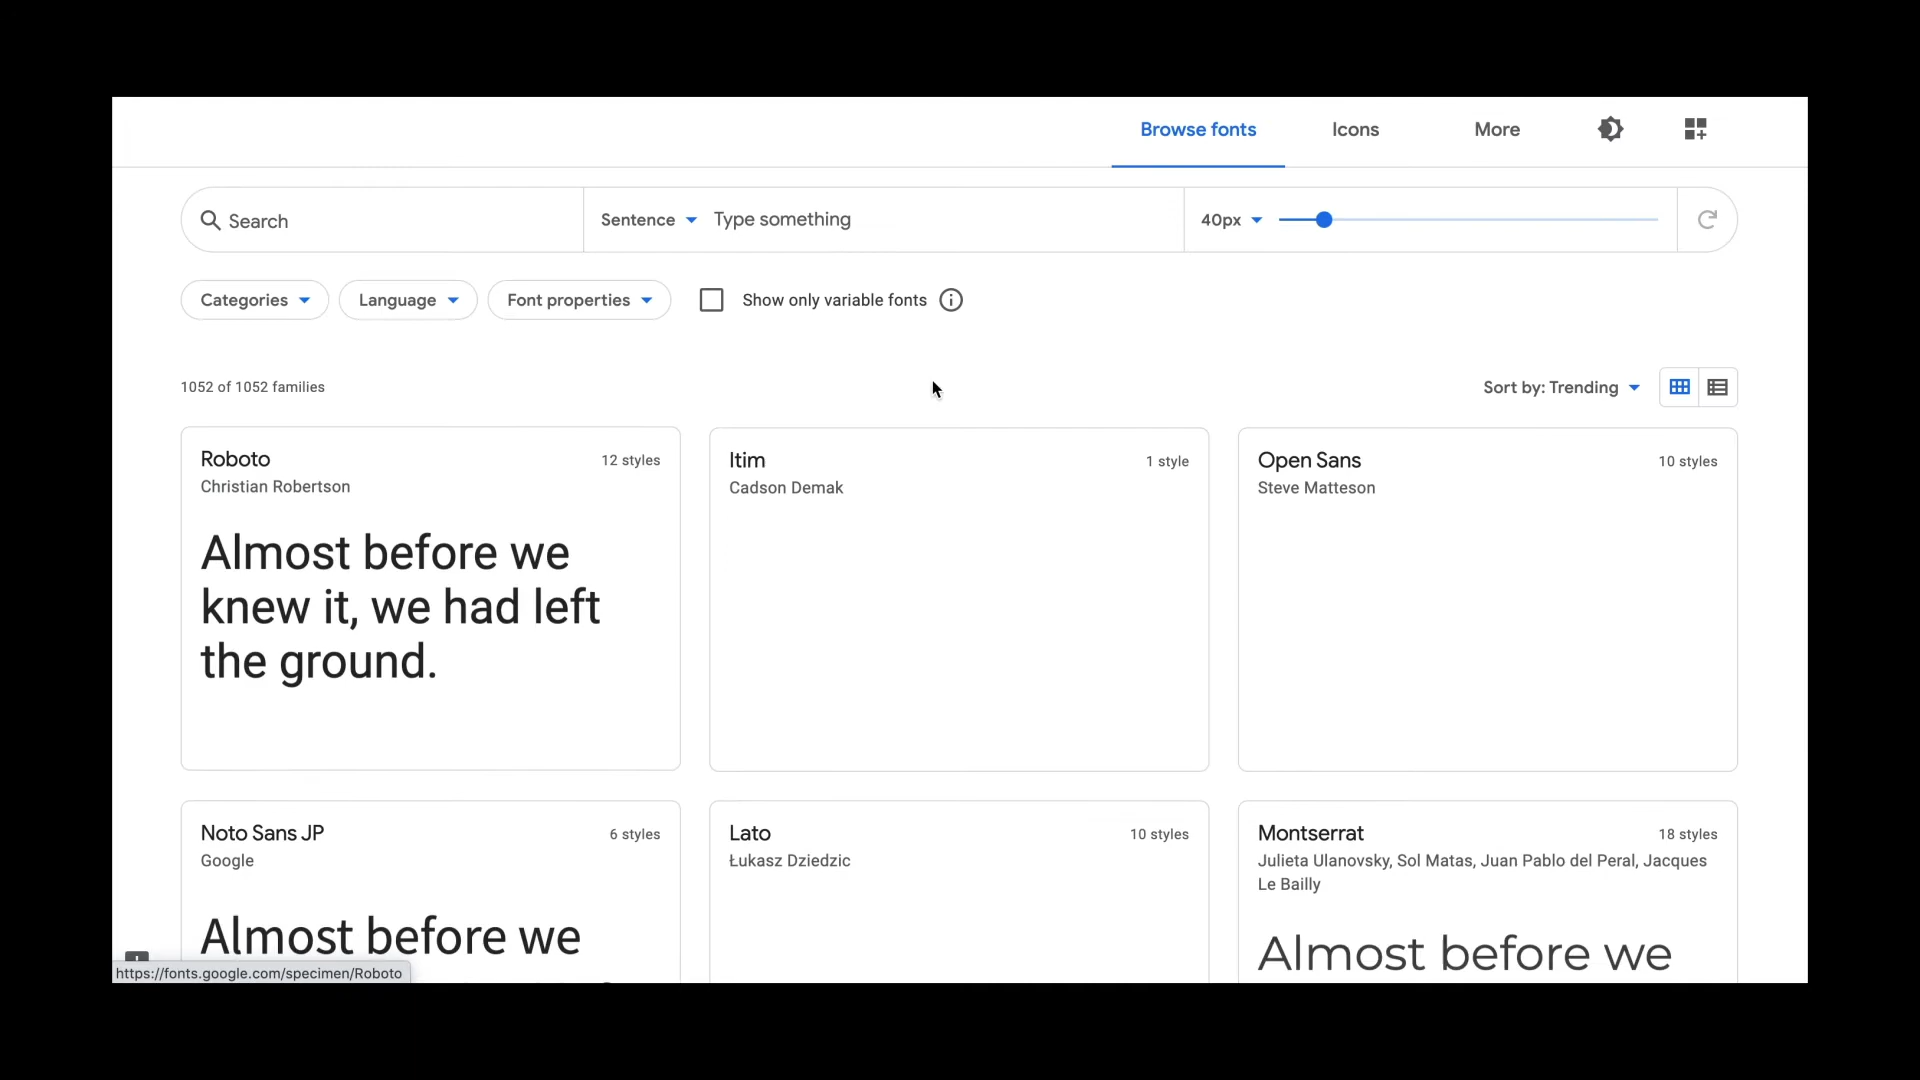 Browse fonts Icons More
Search Sentence Type something 40px
Categories Language Font properties Show only variable fonts
1052 of 1052 families Sort by: Trending
Roboto 12 styles
Christian Robertson
Almost before we
knew it, we had left
the ground.
Itim 1 style
Cadson Demak
Open Sans 10 styles
Steve Matteson
Noto Sans JP 6 styles
Google
Almost before we
Lato 10 styles
Łukasz Dziedzic
Montserrat 18 styles
Julieta Ulanovsky, Sol Matas, Juan Pablo del Peral, Jacques
Le Bailly
Almost before we
https://fonts.google.com/specimen/Roboto